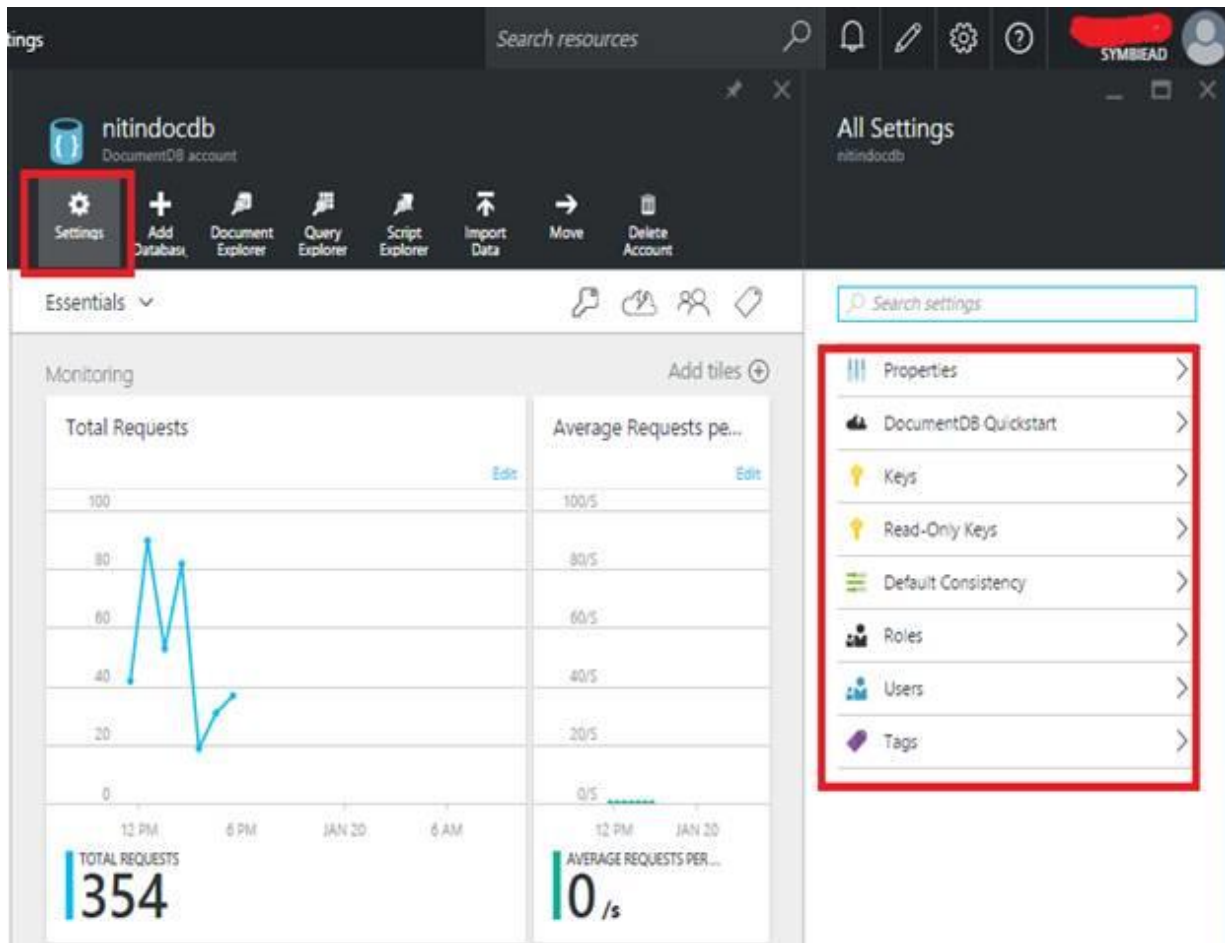 tings
Search resources
SYMBIEAD
nitindocdb
DocumentDB account
Settings
Add Databas
Document Explorer
Query Explorer
Script Explorer
Import Data
Move
Delete Account
All Settings
nitindocdb
Essentials
Search settings
Monitoring
Add tiles
Total Requests
Edit
100
80
60
40
20
0
12 PM
6 PM
JAN 20
6 AM
TOTAL REQUESTS
354
Average Requests pe...
Edit
100/S
80/S
60/S
40/S
20/S
0/S
12 PM
JAN 20
AVERAGE REQUESTS PER ...
0 /s
Properties
DocumentDB Quickstart
Keys
Read-Only Keys
Default Consistency
Roles
Users
Tags